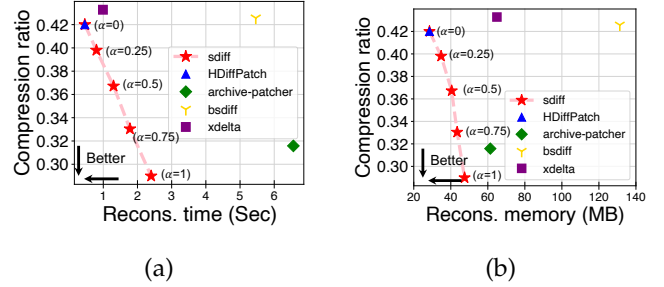 Compression ratio
0.42
0.40
0.38
0.36
0.34
0.32
0.30
(α=0)
(α=0.25)
(α=0.5)
(α=0.75)
(α=1)
sdiff
HDiffPatch
archive-patcher
bsdiff
xdelta
Better
1 2 3 4 5 6
Recons. time (Sec)
(a)
Compression ratio
0.42
0.40
0.38
0.36
0.34
0.32
0.30
(α=0)
(α=0.25)
(α=0.5)
(α=0.75)
(α=1)
sdiff
HDiffPatch
archive-patcher
bsdiff
xdelta
Better
20 40 60 80 100 120 140
Recons. memory (MB)
(b)